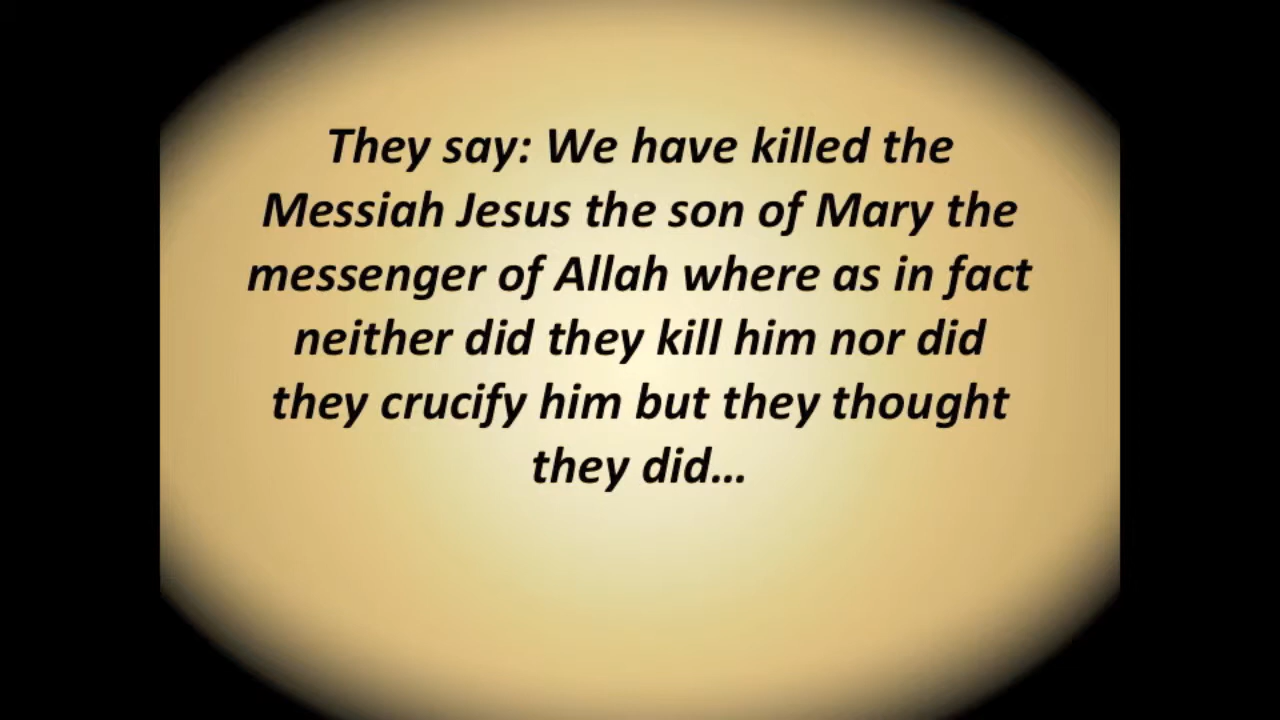 They say: We have killed the
Messiah Jesus the son of Mary the
messenger of Allah where as in fact
neither did they kill him nor did
they crucify him but they thought
they did...